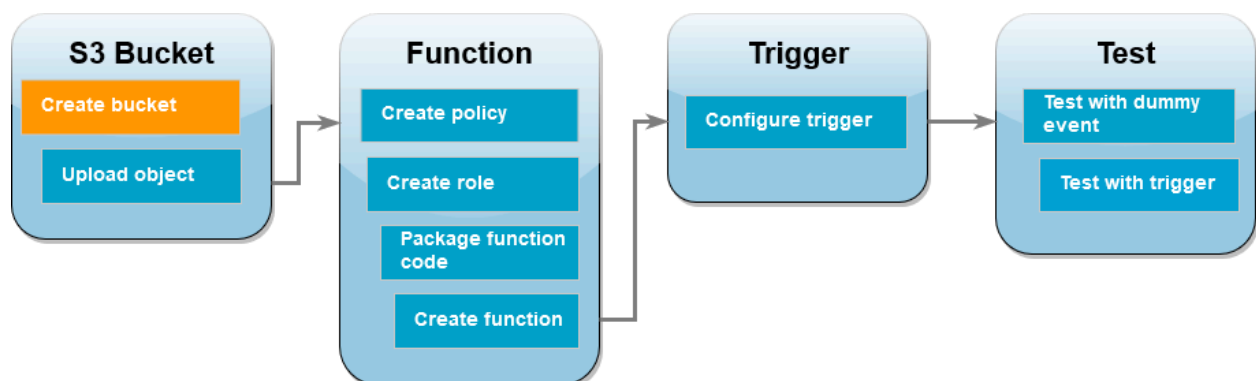 S3 Bucket
Create bucket
Upload object
Function
Create policy
Create role
Package function
code
Create function
Trigger
Configure trigger
Test
Test with dummy
event
Test with trigger